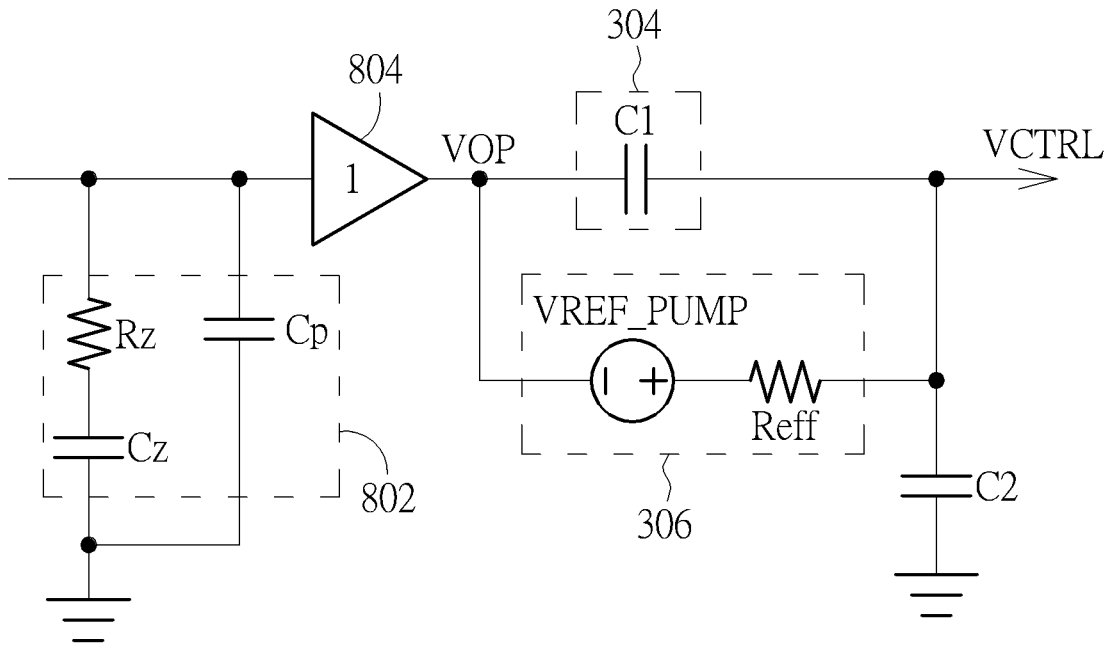 304
804
C1
VOP
VCTRL
1
VREF_PUMP
Rz
Cp
Reff
Cz
C2
802
306